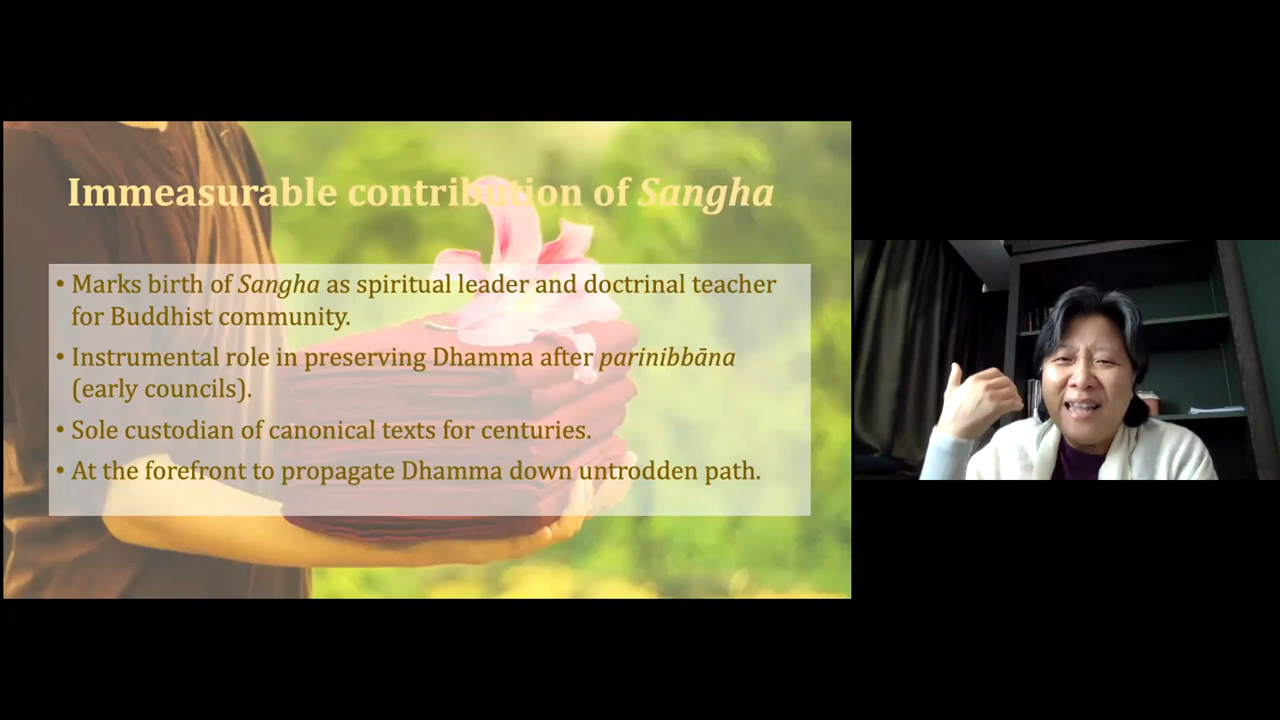 Immeasurable contribution of Sangha
• Marks birth of Sangha as spiritual leader and doctrinal teacher
for Buddhist community.
• Instrumental role in preserving Dhamma after parinibbāna
(early councils).
• Sole custodian of canonical texts for centuries.
• At the forefront to propagate Dhamma down untrodden path.